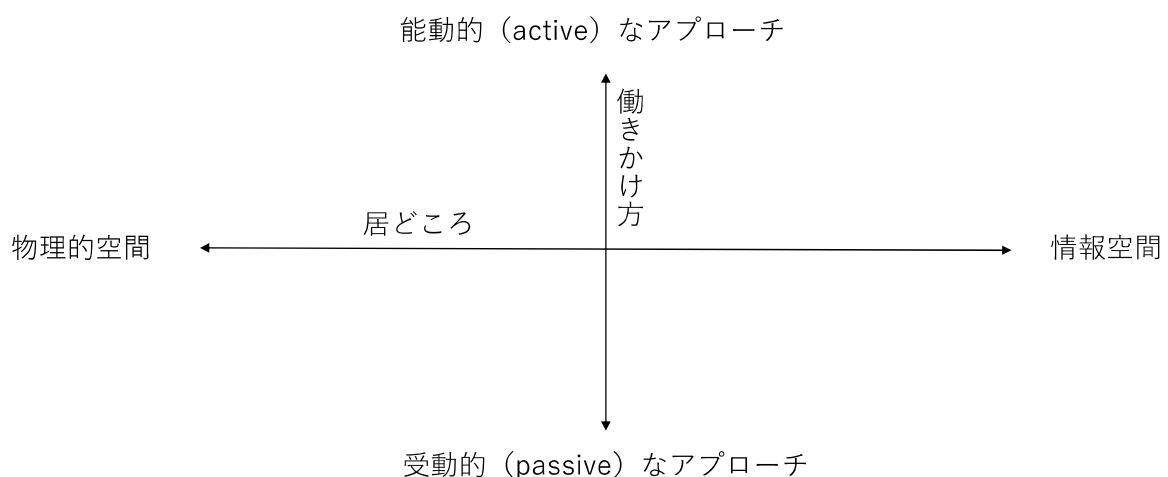 能動的（active）なアプローチ
働きかけ方
居どころ
物理的空間
情報空間
受動的（passive）なアプローチ